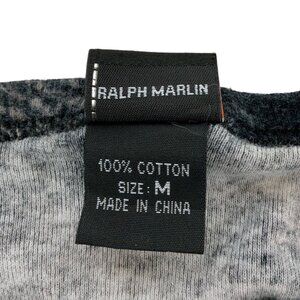 RALPH MARLIN
100% COTTON
SIZE: M
MADE IN CHINA